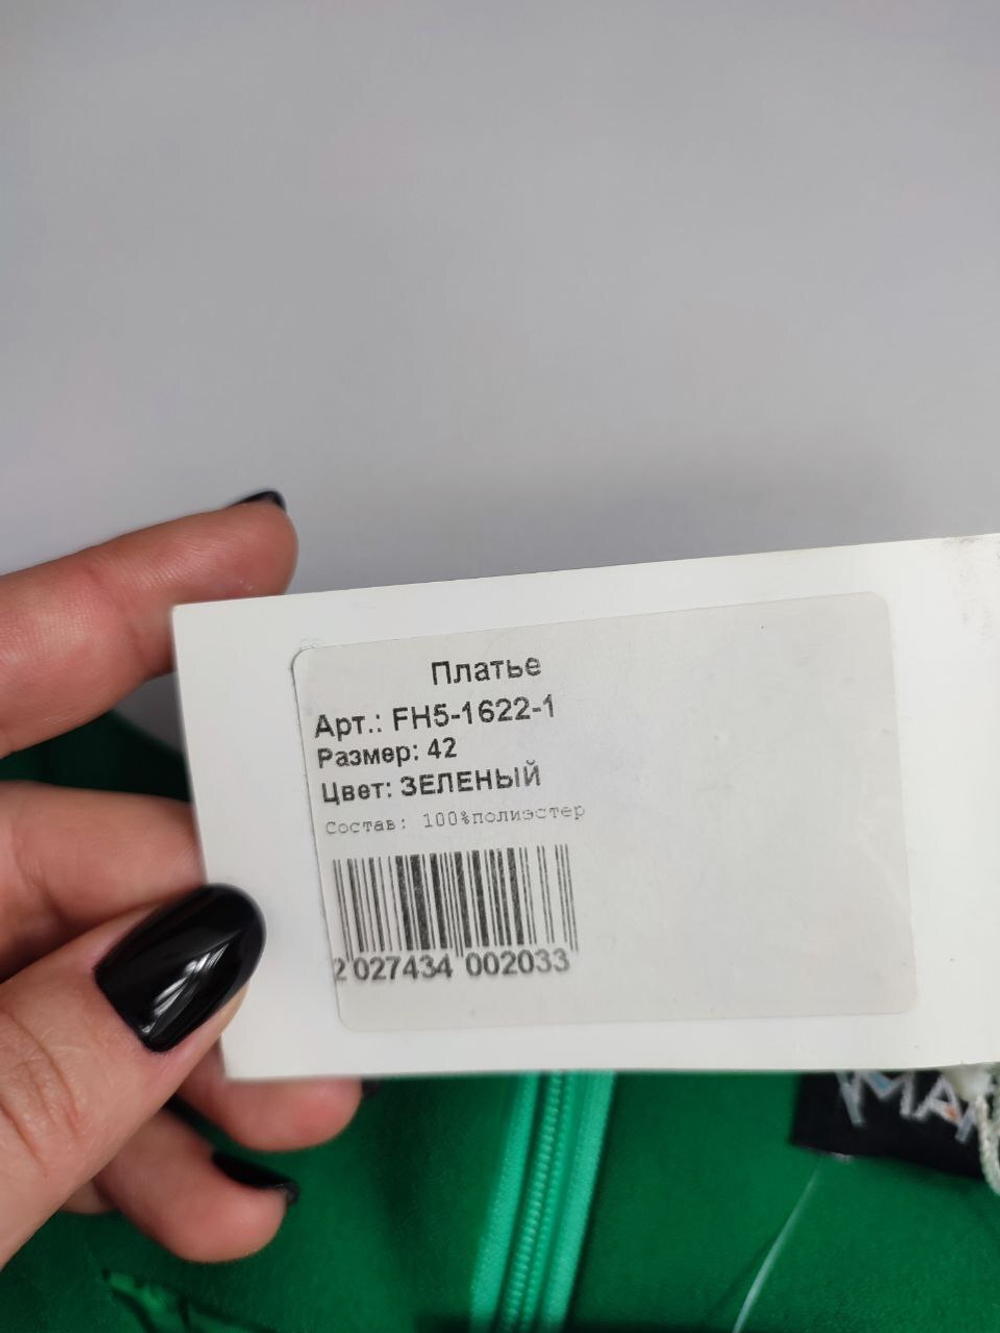 Платье
Арт.: FH5-1622-1
Размер: 42
Цвет: ЗЕЛЕНЫЙ
Состав: 100%полиэстер
2 027434 002033